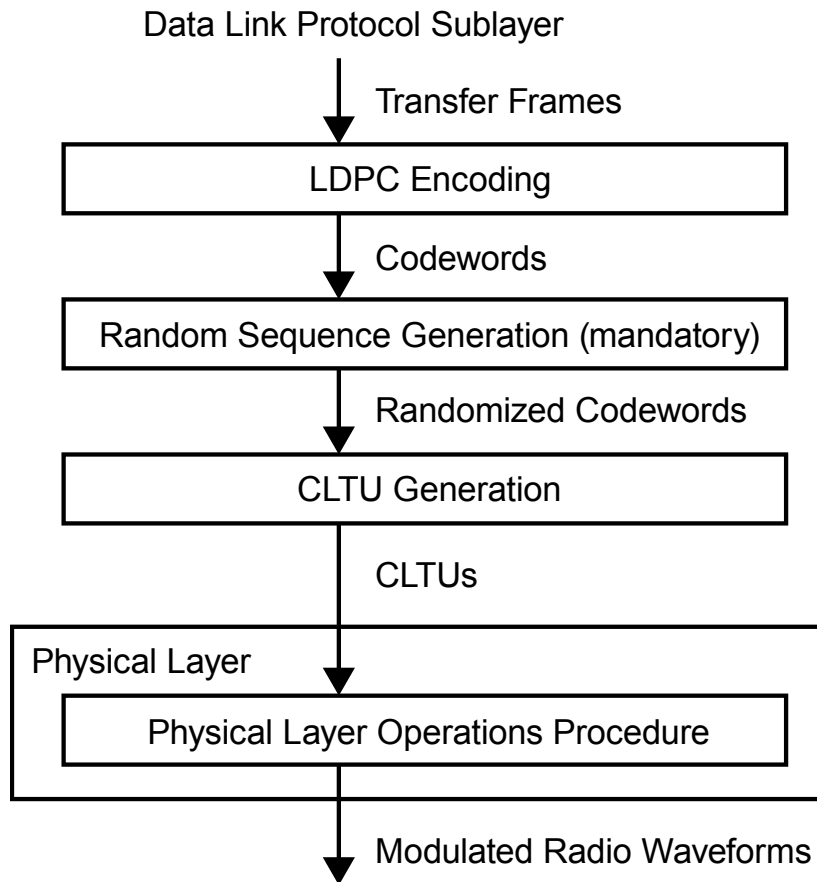 Data Link Protocol Sublayer
Transfer Frames
LDPC Encoding
Codewords
Random Sequence Generation (mandatory)
Randomized Codewords
CLTU Generation
CLTUs
Physical Layer
Physical Layer Operations Procedure
Modulated Radio Waveforms